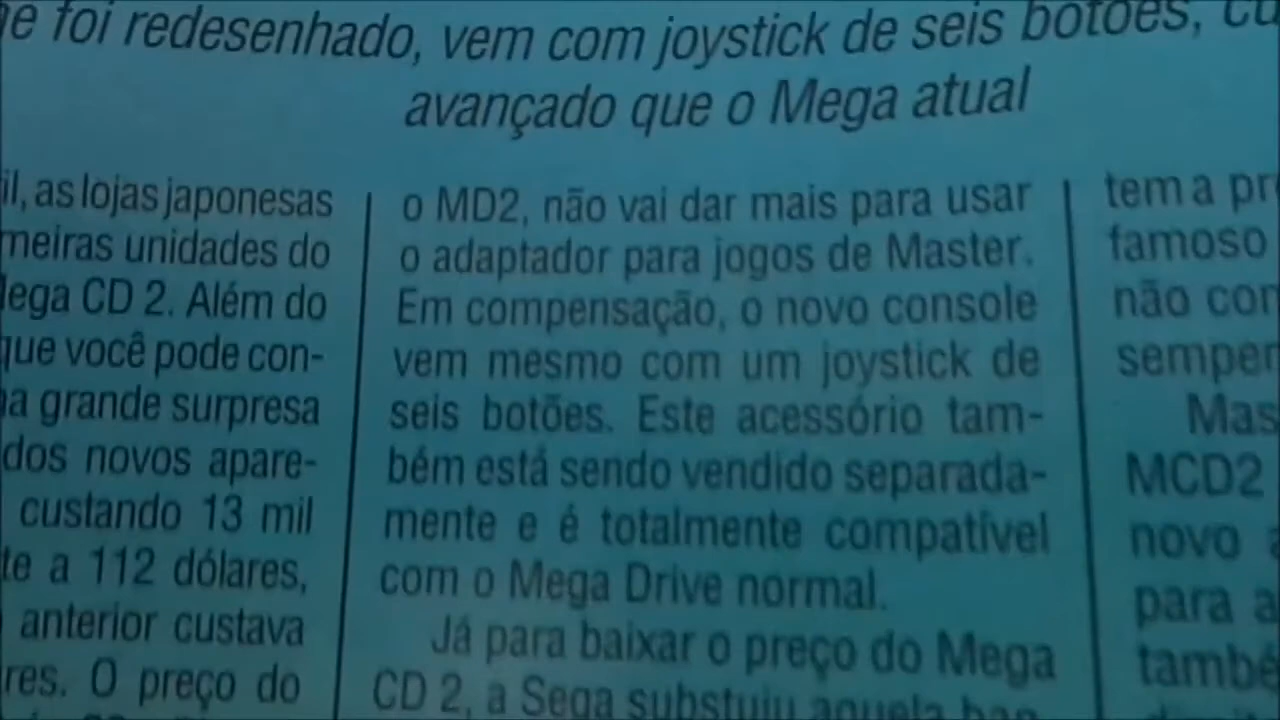 foi redesenhado, vem com joystick de seis botões,
avançado que o Mega atual
as lojas japonesas
meiras unidades do
ega CD 2. Além do
que você pode con-
a grande surpresa
dos novos apare-
custando 13 mil
te a 112 dólares,
anterior custava
res. O preço do
o MD2, não vai dar mais para usar
o adaptador para jogos de Master.
Em compensação, o novo console
vem mesmo com um joystick de
seis botões. Este acessório tam-
bém está sendo vendido separada-
mente e é totalmente compatível
com o Mega Drive normal.
Já para baixar o preço do Mega
CD 2, a Sega substuiu aquela
tem a pr
famoso
não con
semper
Mas
MCD2
novo
para a
també